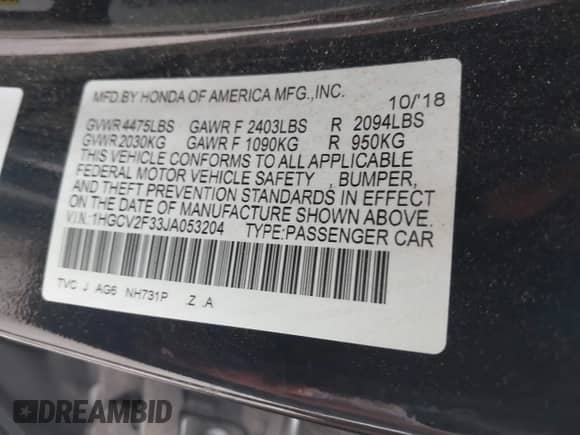 MFD.BY HONDA OF AMERICA MFG.,INC. 10/'18
GVWR 4475LBS GAWR F 2403LBS R 2094LBS
GVWR 2030KG GAWR F 1090KG R 950KG
THIS VEHICLE CONFORMS TO ALL APPLICABLE
FEDERAL MOTOR VEHICLE SAFETY , BUMPER,
AND THEFT PREVENTION STANDARDS IN EFFECT
ON THE DATE OF MANUFACTURE SHOWN ABOVE.
V.I.N.:1HGCV2F33JA053204 TYPE:PASSENGER CAR
TVC J AG6 NH731P Z ,A
DREAMBID